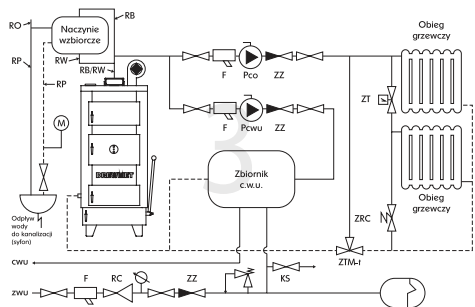 RO
RB
Naczynie
wzbiorcze
RW
RP
RB/RW
RP
M
F
Pco
ZZ
F
Pcwu
ZZ
Obieg
grzewczy
ZT
Obieg
grzewczy
ZRC
Zbiornik
c.w.u.
3
Odpływ
wody
do kanalizacji
(syfon)
cwu
zwu
F
RC
ZZ
KS
ZTM-t